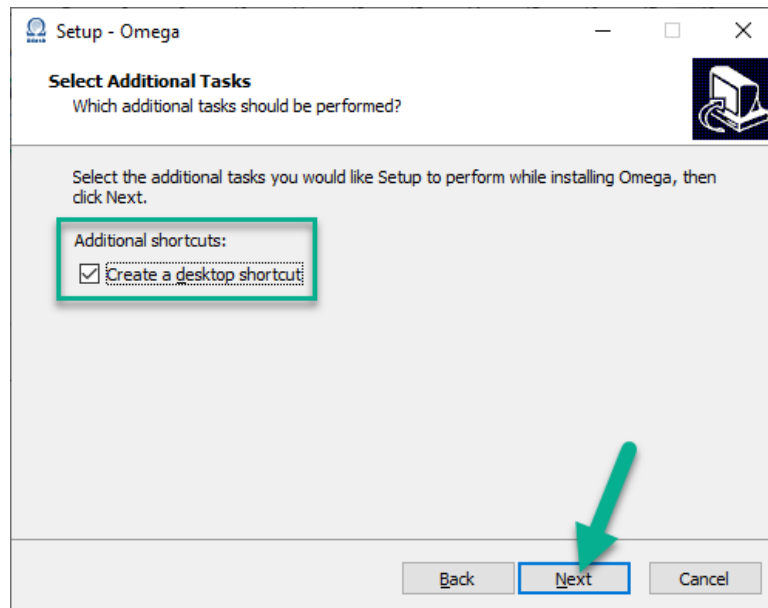 Setup - Omega
Select Additional Tasks
Which additional tasks should be performed?
Select the additional tasks you would like Setup to perform while installing Omega, then
click Next.
Additional shortcuts:
Create a desktop shortcut
Back
Next
Cancel